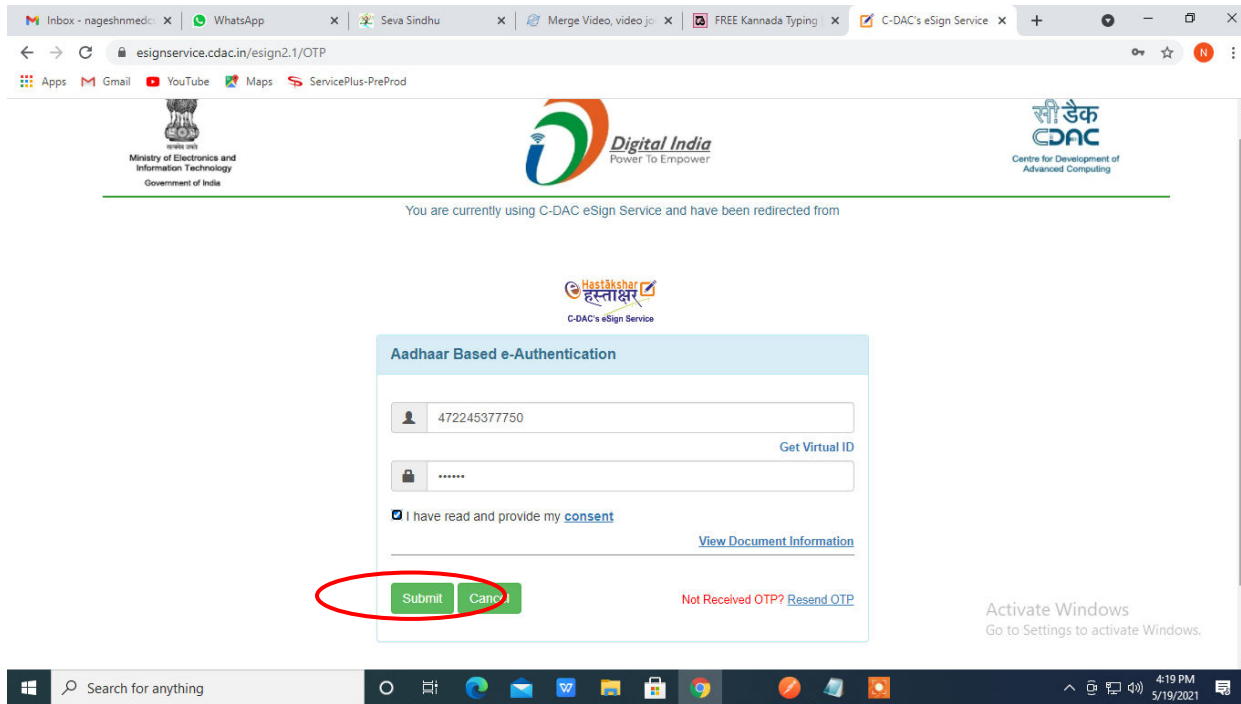 Inbox - nageshnmedc
WhatsApp
Seva Sindhu
Merge Video, video jo
FREE Kannada Typing
C-DAC's eSign Service
esignservice.cdac.in/esign2.1/OTP
N
Apps
Gmail
YouTube
Maps
ServicePlus-PreProd
सत्यमेव जयते
Ministry of Electronics and
Information Technology
Government of India
Digital India
Power To Empower
सी डैक
CDAC
Centre for Development of
Advanced Computing
You are currently using C-DAC eSign Service and have been redirected from
Hastākshar
हस्ताक्षर
C-DAC's eSign Service
Aadhaar Based e-Authentication
472245377750
Get Virtual ID
••••••
I have read and provide my consent
View Document Information
Submit
Cancel
Not Received OTP? Resend OTP
Activate Windows
Go to Settings to activate Windows.
Search for anything
4:19 PM
5/19/2021